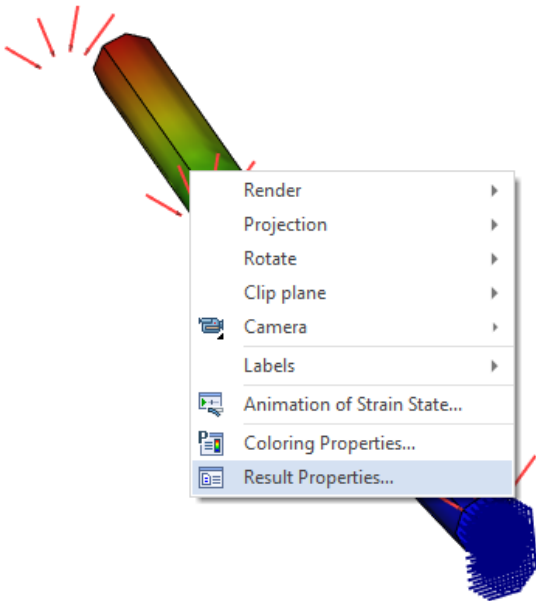 Render
Projection
Rotate
Clip plane
Camera
Labels
Animation of Strain State...
Coloring Properties...
Result Properties...